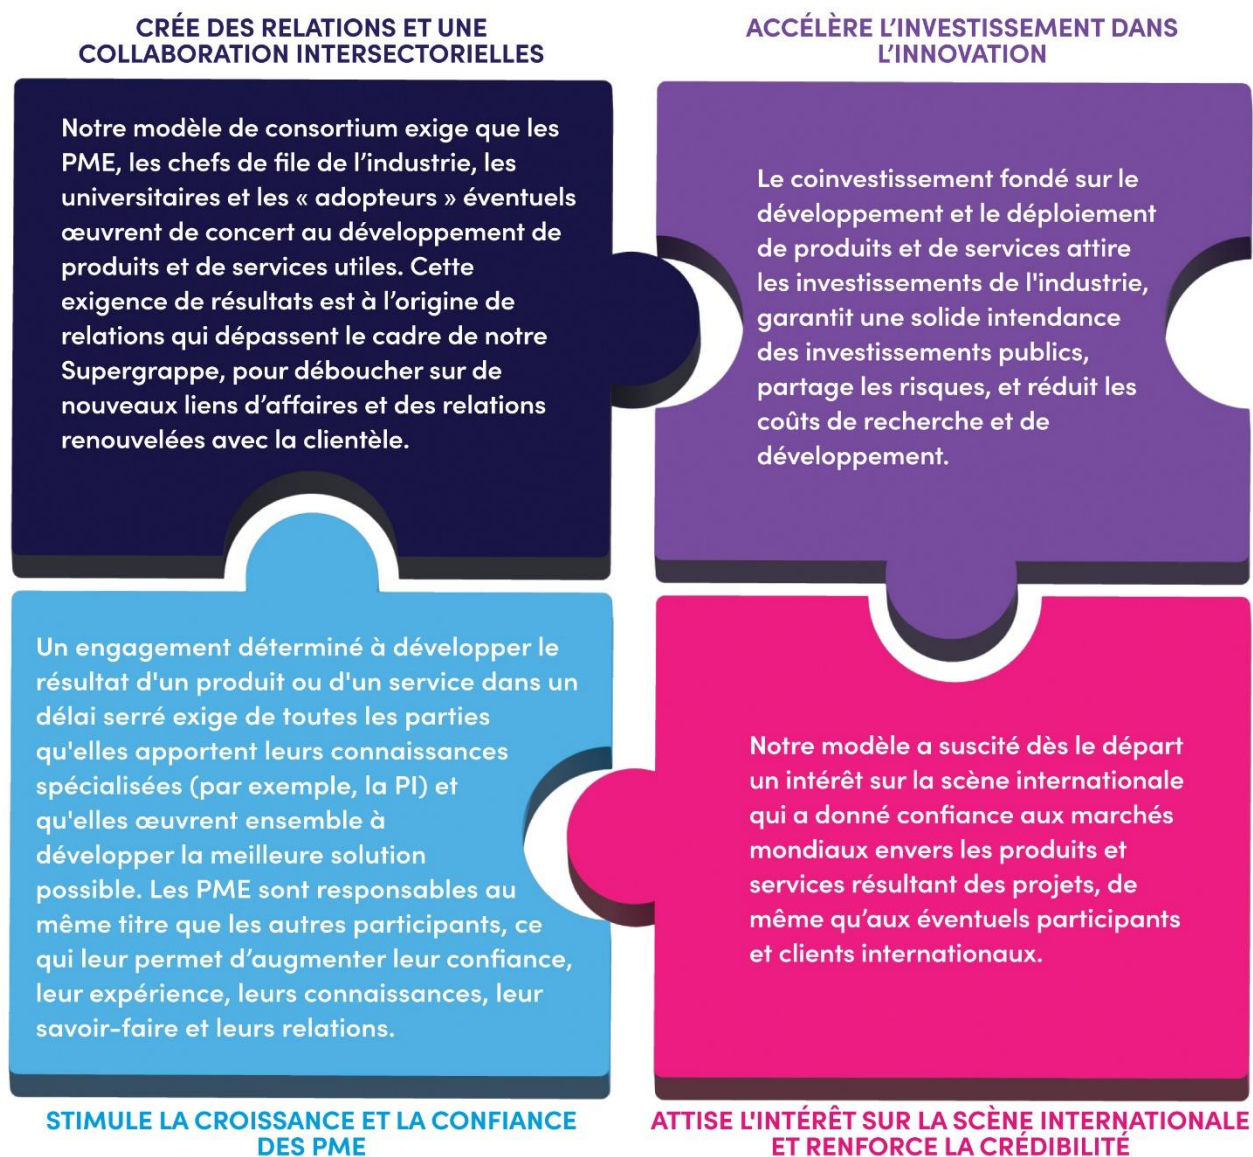 CRÉE DES RELATIONS ET UNE
COLLABORATION INTERSECTORIELLES
Notre modèle de consortium exige que les
PME, les chefs de file de l’industrie, les
universitaires et les « adopteurs » éventuels
œuvrent de concert au développement de
produits et de services utiles. Cette
exigence de résultats est à l’origine de
relations qui dépassent le cadre de notre
Supergrappe, pour déboucher sur de
nouveaux liens d’affaires et des relations
renouvelées avec la clientèle.
ACCÉLÈRE L’INVESTISSEMENT DANS
L’INNOVATION
Le coinvestissement fondé sur le
développement et le déploiement
de produits et de services attire
les investissements de l'industrie,
garantit une solide intendance
des investissements publics,
partage les risques, et réduit les
coûts de recherche et de
développement.
Un engagement déterminé à développer le
résultat d'un produit ou d'un service dans un
délai serré exige de toutes les parties
qu'elles apportent leurs connaissances
spécialisées (par exemple, la PI) et
qu'elles œuvrent ensemble à
développer la meilleure solution
possible. Les PME sont responsables au
même titre que les autres participants, ce
qui leur permet d’augmenter leur confiance,
leur expérience, leurs connaissances, leur
savoir-faire et leurs relations.
STIMULE LA CROISSANCE ET LA CONFIANCE
DES PME
Notre modèle a suscité dès le départ
un intérêt sur la scène internationale
qui a donné confiance aux marchés
mondiaux envers les produits et
services résultant des projets, de
même qu’aux éventuels participants
et clients internationaux.
ATTISE L'INTÉRÊT SUR LA SCÈNE INTERNATIONALE
ET RENFORCE LA CRÉDIBILITÉ